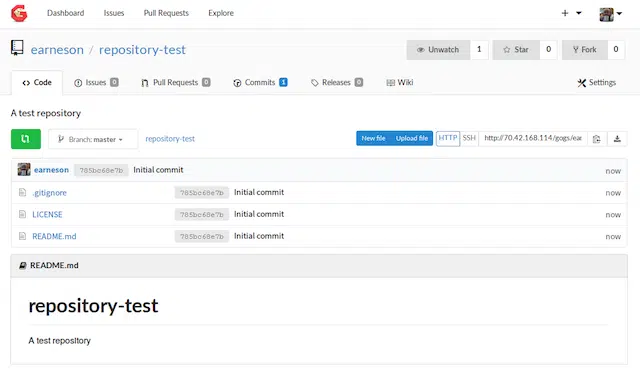 Dashboard Issues Pull Requests Explore
earneson / repository-test Unwatch 1 Star 0 Fork 0
Code Issues 0 Pull Requests 0 Commits 1 Releases 0 Wiki Settings
A test repository
Branch: master repository-test New file Upload file HTTP SSH http://70.42.168.114/gogs/ear
earneson 785bc68e7b Initial commit now
.gitignore 785bc68e7b Initial commit now
LICENSE 785bc68e7b Initial commit now
README.md 785bc68e7b Initial commit now
README.md
repository-test
A test repository